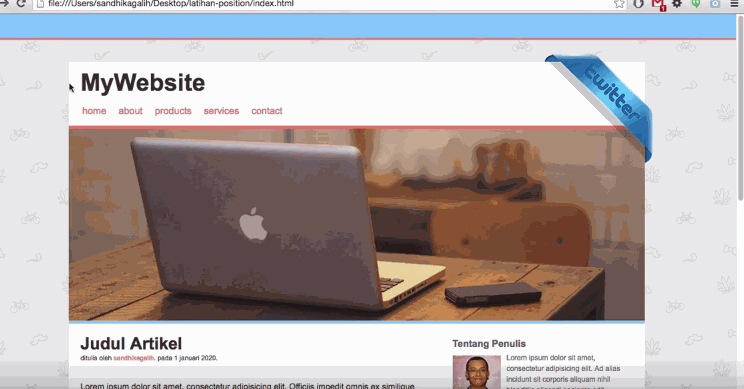 file:///Users/sandhikagalih/Desktop/latihan-position/index.html
MyWebsite
twitter
home about products services contact
Judul Artikel
ditulis oleh sandhikagalih. pada 1 januari 2020.
Lorem ipsum dolor sit amet, consectetur adipisicing elit. Officiis impedit omnis ex similique
Tentang Penulis
Lorem ipsum dolor sit amet,
consectetur adipisicing elit. Ad alias
incidunt sit corporis aliquam nihil